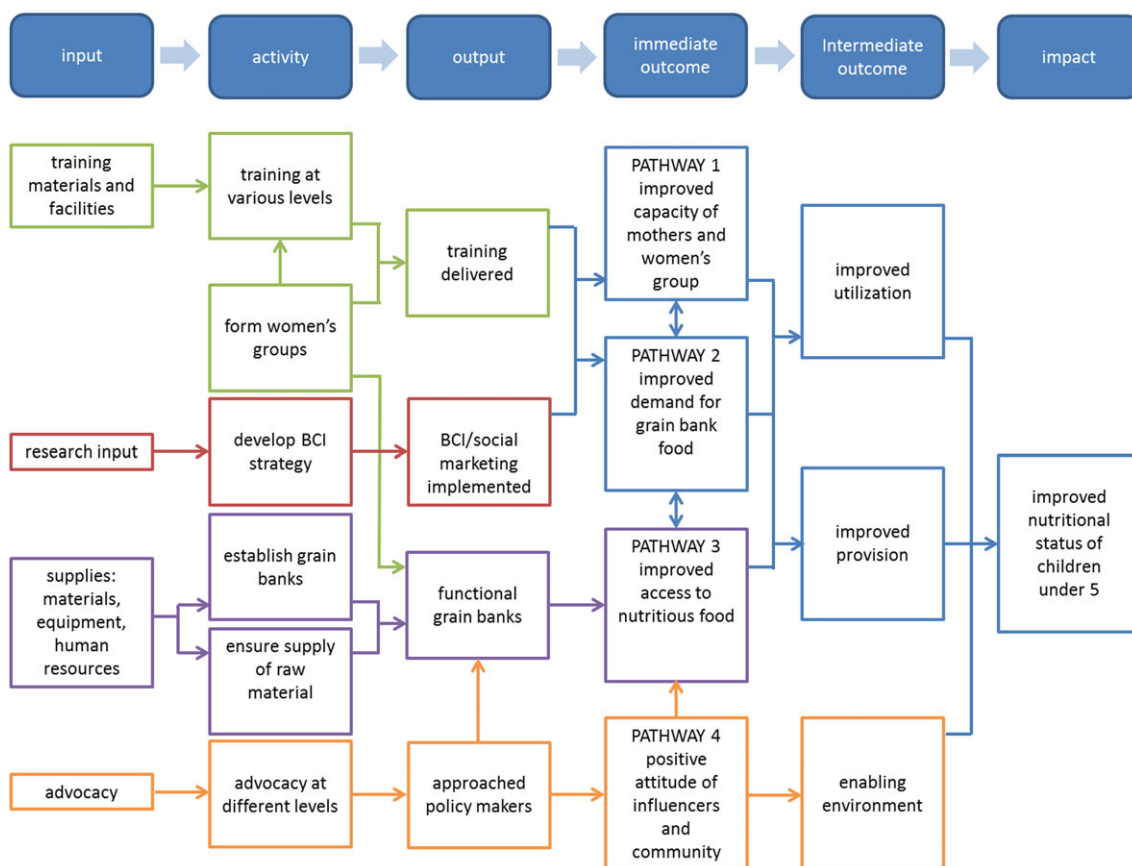 input
activity
output
immediate
outcome
Intermediate
outcome
impact
training
materials and
facilities
training at
various levels
form women's
groups
training
delivered
PATHWAY 1
improved
capacity of
mothers and
women's
group
improved
utilization
research input
develop BCI
strategy
BCI/social
marketing
implemented
PATHWAY 2
improved
demand for
grain bank
food
supplies:
materials,
equipment,
human
resources
establish grain
banks
ensure supply
of raw
material
functional
grain banks
PATHWAY 3
improved
access to
nutritious food
improved
provision
improved
nutritional
status of
children
under 5
advocacy
advocacy at
different levels
approached
policy makers
PATHWAY 4
positive
attitude of
influencers
and
community
enabling
environment